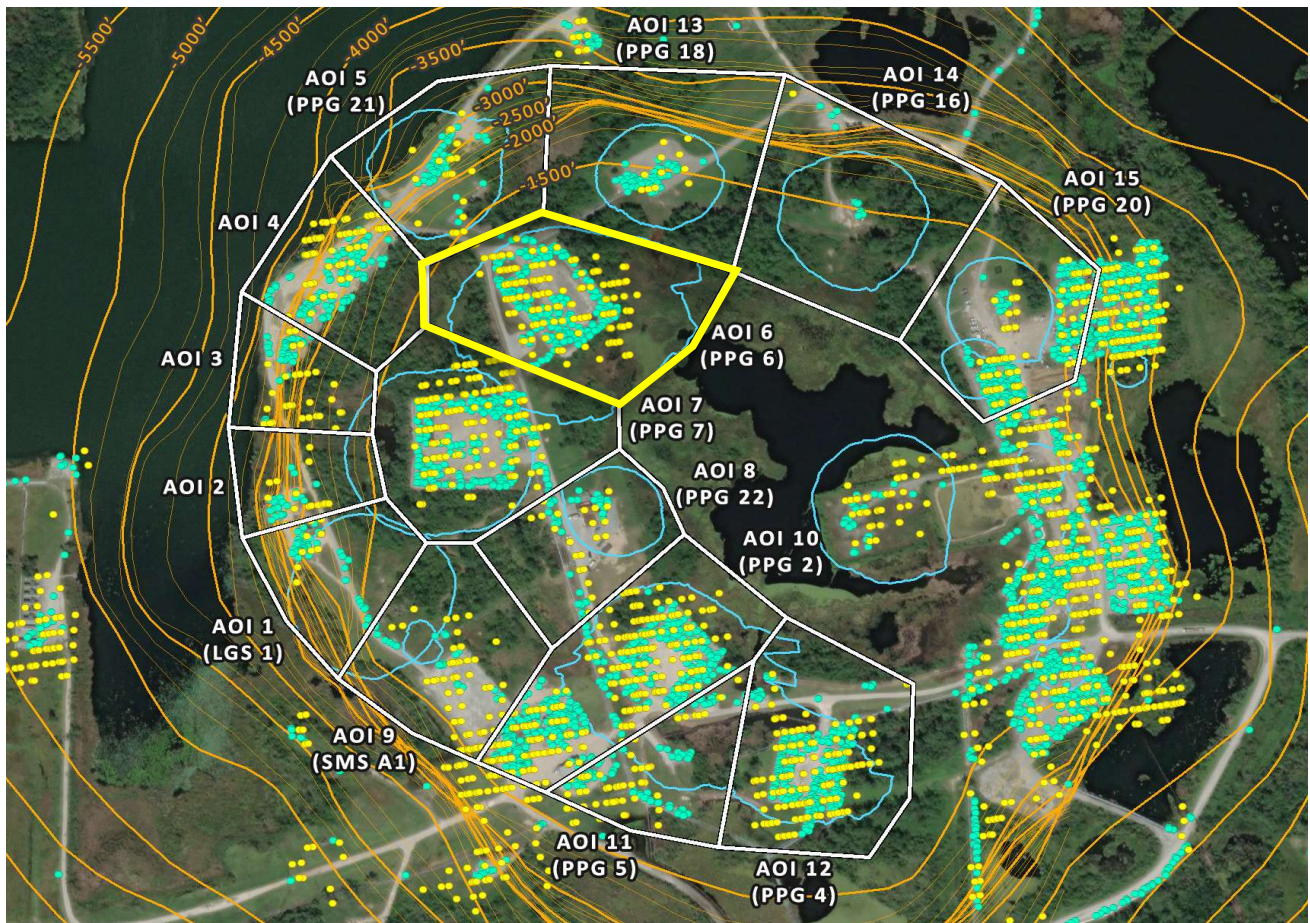 -5500'
-5000'
-4500'
-4000'
-3500'
-3000'
-2500'
-2000'
-1500'
AOI 13
(PPG 18)
AOI 14
(PPG 16)
AOI 5
(PPG 21)
AOI 15
(PPG 20)
AOI 4
AOI 3
AOI 6
(PPG 6)
AOI 7
(PPG 7)
AOI 8
(PPG 22)
AOI 2
AOI 10
(PPG 2)
AOI 1
(LGS 1)
AOI 9
(SMS A1)
AOI 11
(PPG 5)
AOI 12
(PPG 4)